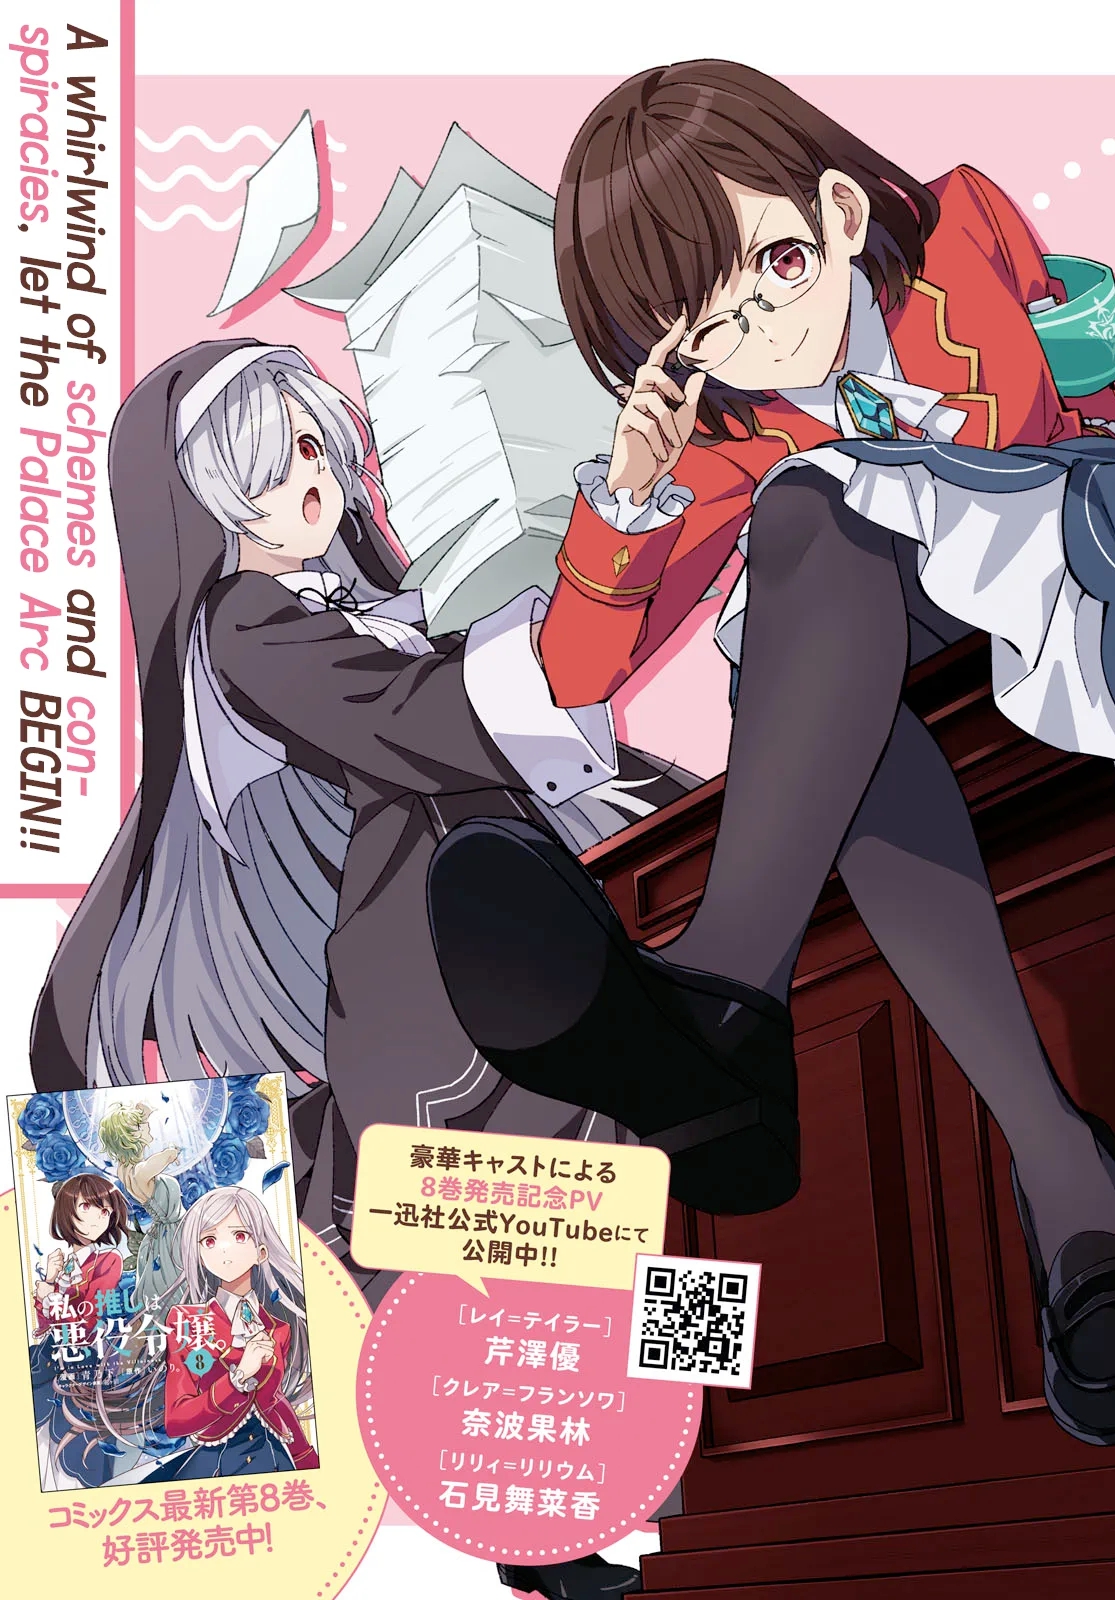 A whirlwind of schemes and con-
spiracies, let the Palace Arc BEGIN!!
豪華キャストによる
8巻発売記念PV
一迅社公式YouTubeにて
公開中!!
[レイ=テイラー]
芹澤優
[クレア=フランソワ]
奈波果林
[リリィ=リリウム]
石見舞菜香
私の推しは
悪役令嬢。
8
コミックス最新第8巻、
好評発売中!